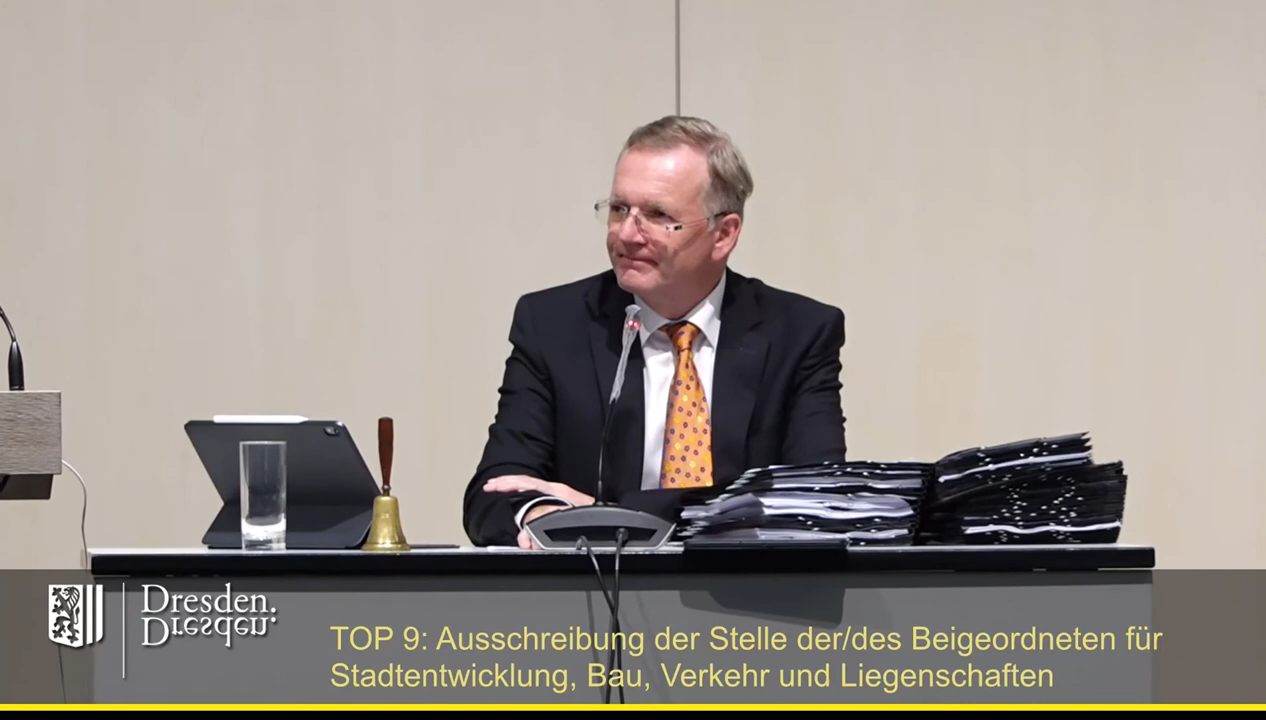 Dresden.
Dresden.
TOP 9: Ausschreibung der Stelle der/des Beigeordneten für
Stadtentwicklung, Bau, Verkehr und Liegenschaften